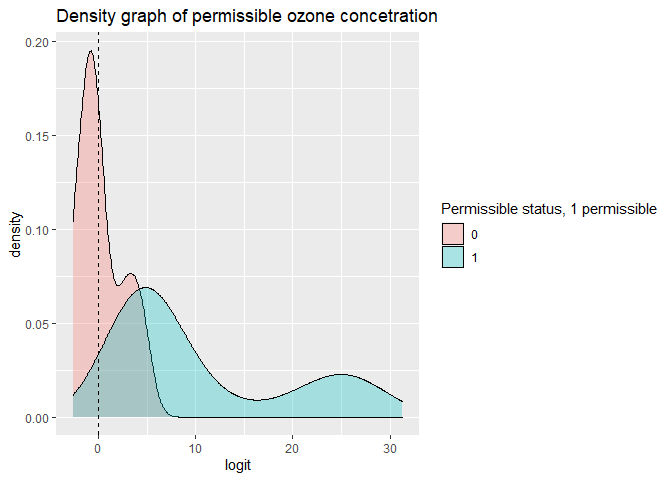 Density graph of permissible ozone concetration
0.20
0.15
0.10
0.05
0.00
density
0
10
20
30
logit
Permissible status, 1 permissible
0
1